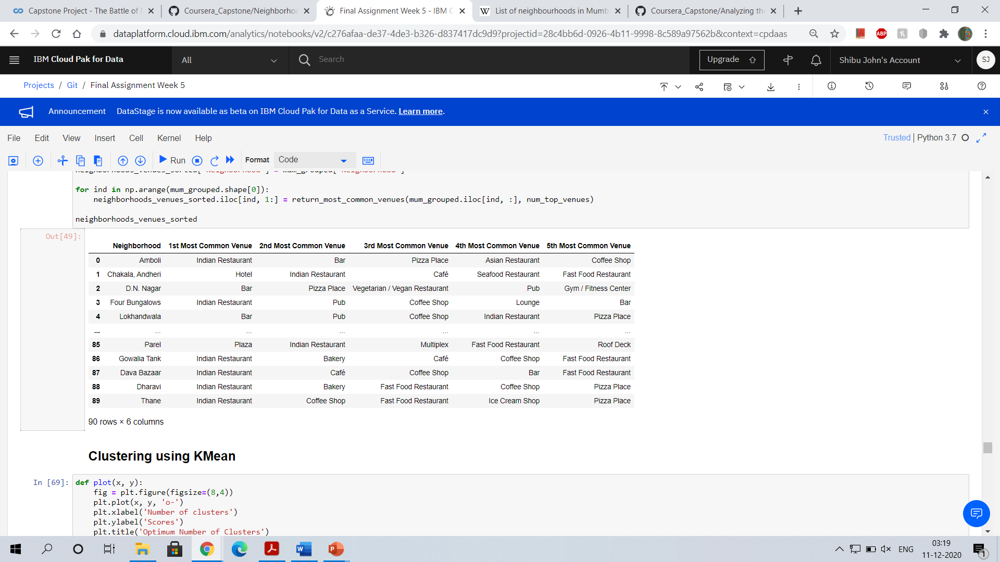 Capstone Project - The Battle of
Coursera_Capstone/Neighborhoo
Final Assignment Week 5 - IBM C
W List of neighbourhoods in Mumb
Coursera_Capstone/Analyzing the
dataplatform.cloud.ibm.com/analytics/notebooks/v2/c276afaa-de37-4de3-b326-d837417dc9d9?projectid=28c4bb6d-0926-4b11-9998-8c589a97562b&context=cpdaas
ABP
IBM Cloud Pak for Data
All
Search
Upgrade
Shibu John's Account
SJ
Projects / Git / Final Assignment Week 5
Announcement DataStage is now available as beta on IBM Cloud Pak for Data as a Service. Learn more.
File Edit View Insert Cell Kernel Help
Trusted | Python 3.7
Run
Format Code
neighborhoods_venues_sorted['Neighborhood'] = mum_grouped['Neighborhood']
for ind in np.arange(mum_grouped.shape[0]):
neighborhoods_venues_sorted.iloc[ind, 1:] = return_most_common_venues(mum_grouped.iloc[ind, :], num_top_venues)
neighborhoods_venues_sorted
Out[49]:
Neighborhood 1st Most Common Venue 2nd Most Common Venue 3rd Most Common Venue 4th Most Common Venue 5th Most Common Venue
0 Amboli Indian Restaurant Bar Pizza Place Asian Restaurant Coffee Shop
1 Chakala, Andheri Hotel Indian Restaurant Café Seafood Restaurant Fast Food Restaurant
2 D.N. Nagar Bar Pizza Place Vegetarian / Vegan Restaurant Pub Gym / Fitness Center
3 Four Bungalows Indian Restaurant Pub Coffee Shop Lounge Bar
4 Lokhandwala Bar Pub Coffee Shop Indian Restaurant Pizza Place
... ... ... ... ... ... ...
85 Parel Plaza Indian Restaurant Multiplex Fast Food Restaurant Roof Deck
86 Gowalia Tank Indian Restaurant Bakery Café Coffee Shop Fast Food Restaurant
87 Dava Bazaar Indian Restaurant Café Coffee Shop Bar Fast Food Restaurant
88 Dharavi Indian Restaurant Bakery Fast Food Restaurant Coffee Shop Pizza Place
89 Thane Indian Restaurant Coffee Shop Fast Food Restaurant Ice Cream Shop Pizza Place
90 rows × 6 columns
Clustering using KMean
In [69]: def plot(x, y):
fig = plt.figure(figsize=(8,4))
plt.plot(x, y, 'o-')
plt.xlabel('Number of clusters')
plt.ylabel('Scores')
plt.title('Optimum Number of Clusters')
ENG
03:19
11-12-2020
1